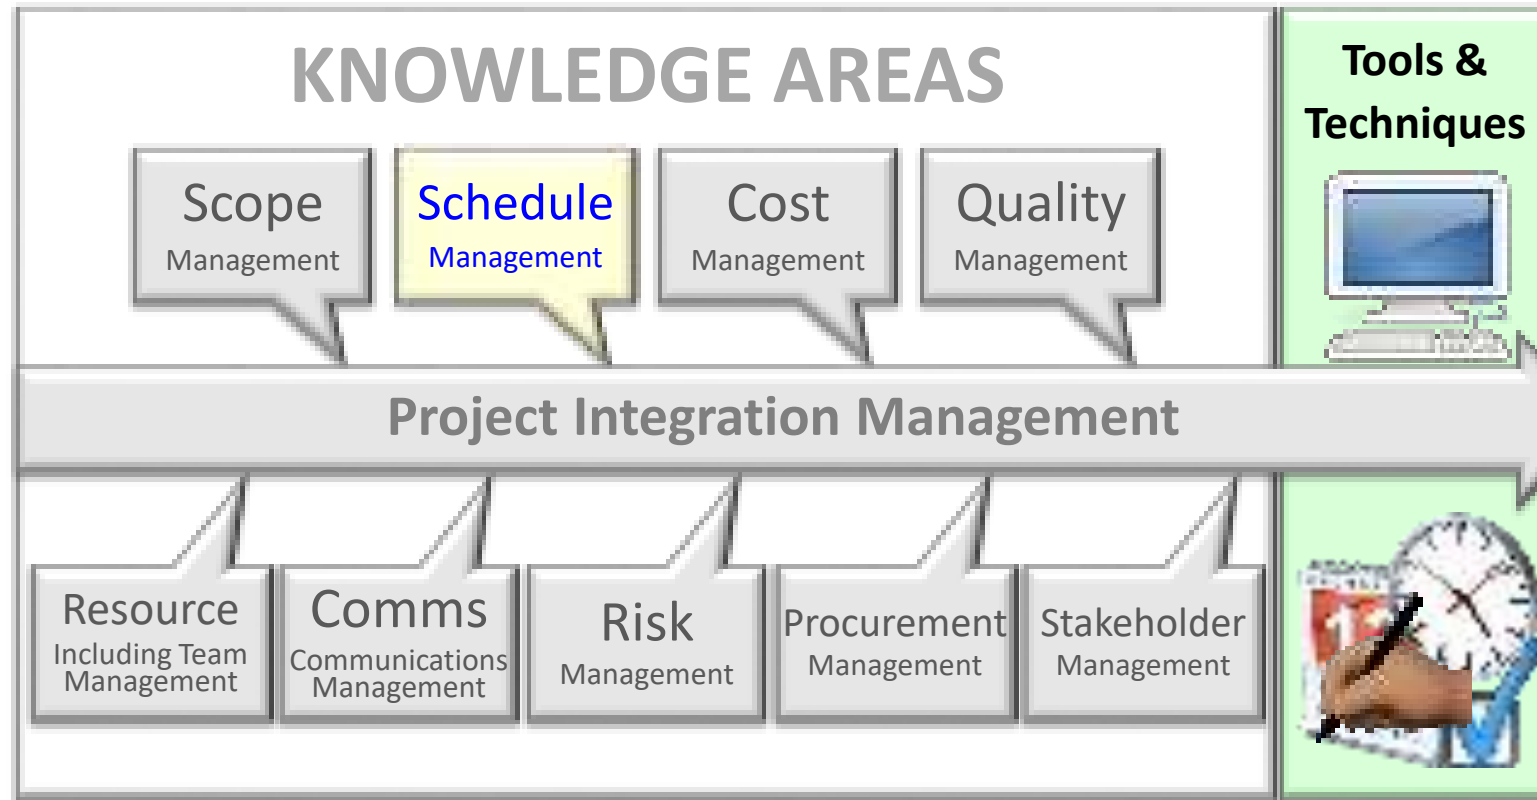 KNOWLEDGE AREAS
Tools &
Techniques
Scope
Management
Schedule
Management
Cost
Management
Quality
Management
Project Integration Management
Resource
Including Team
Management
Comms
Communications
Management
Risk
Management
Procurement
Management
Stakeholder
Management